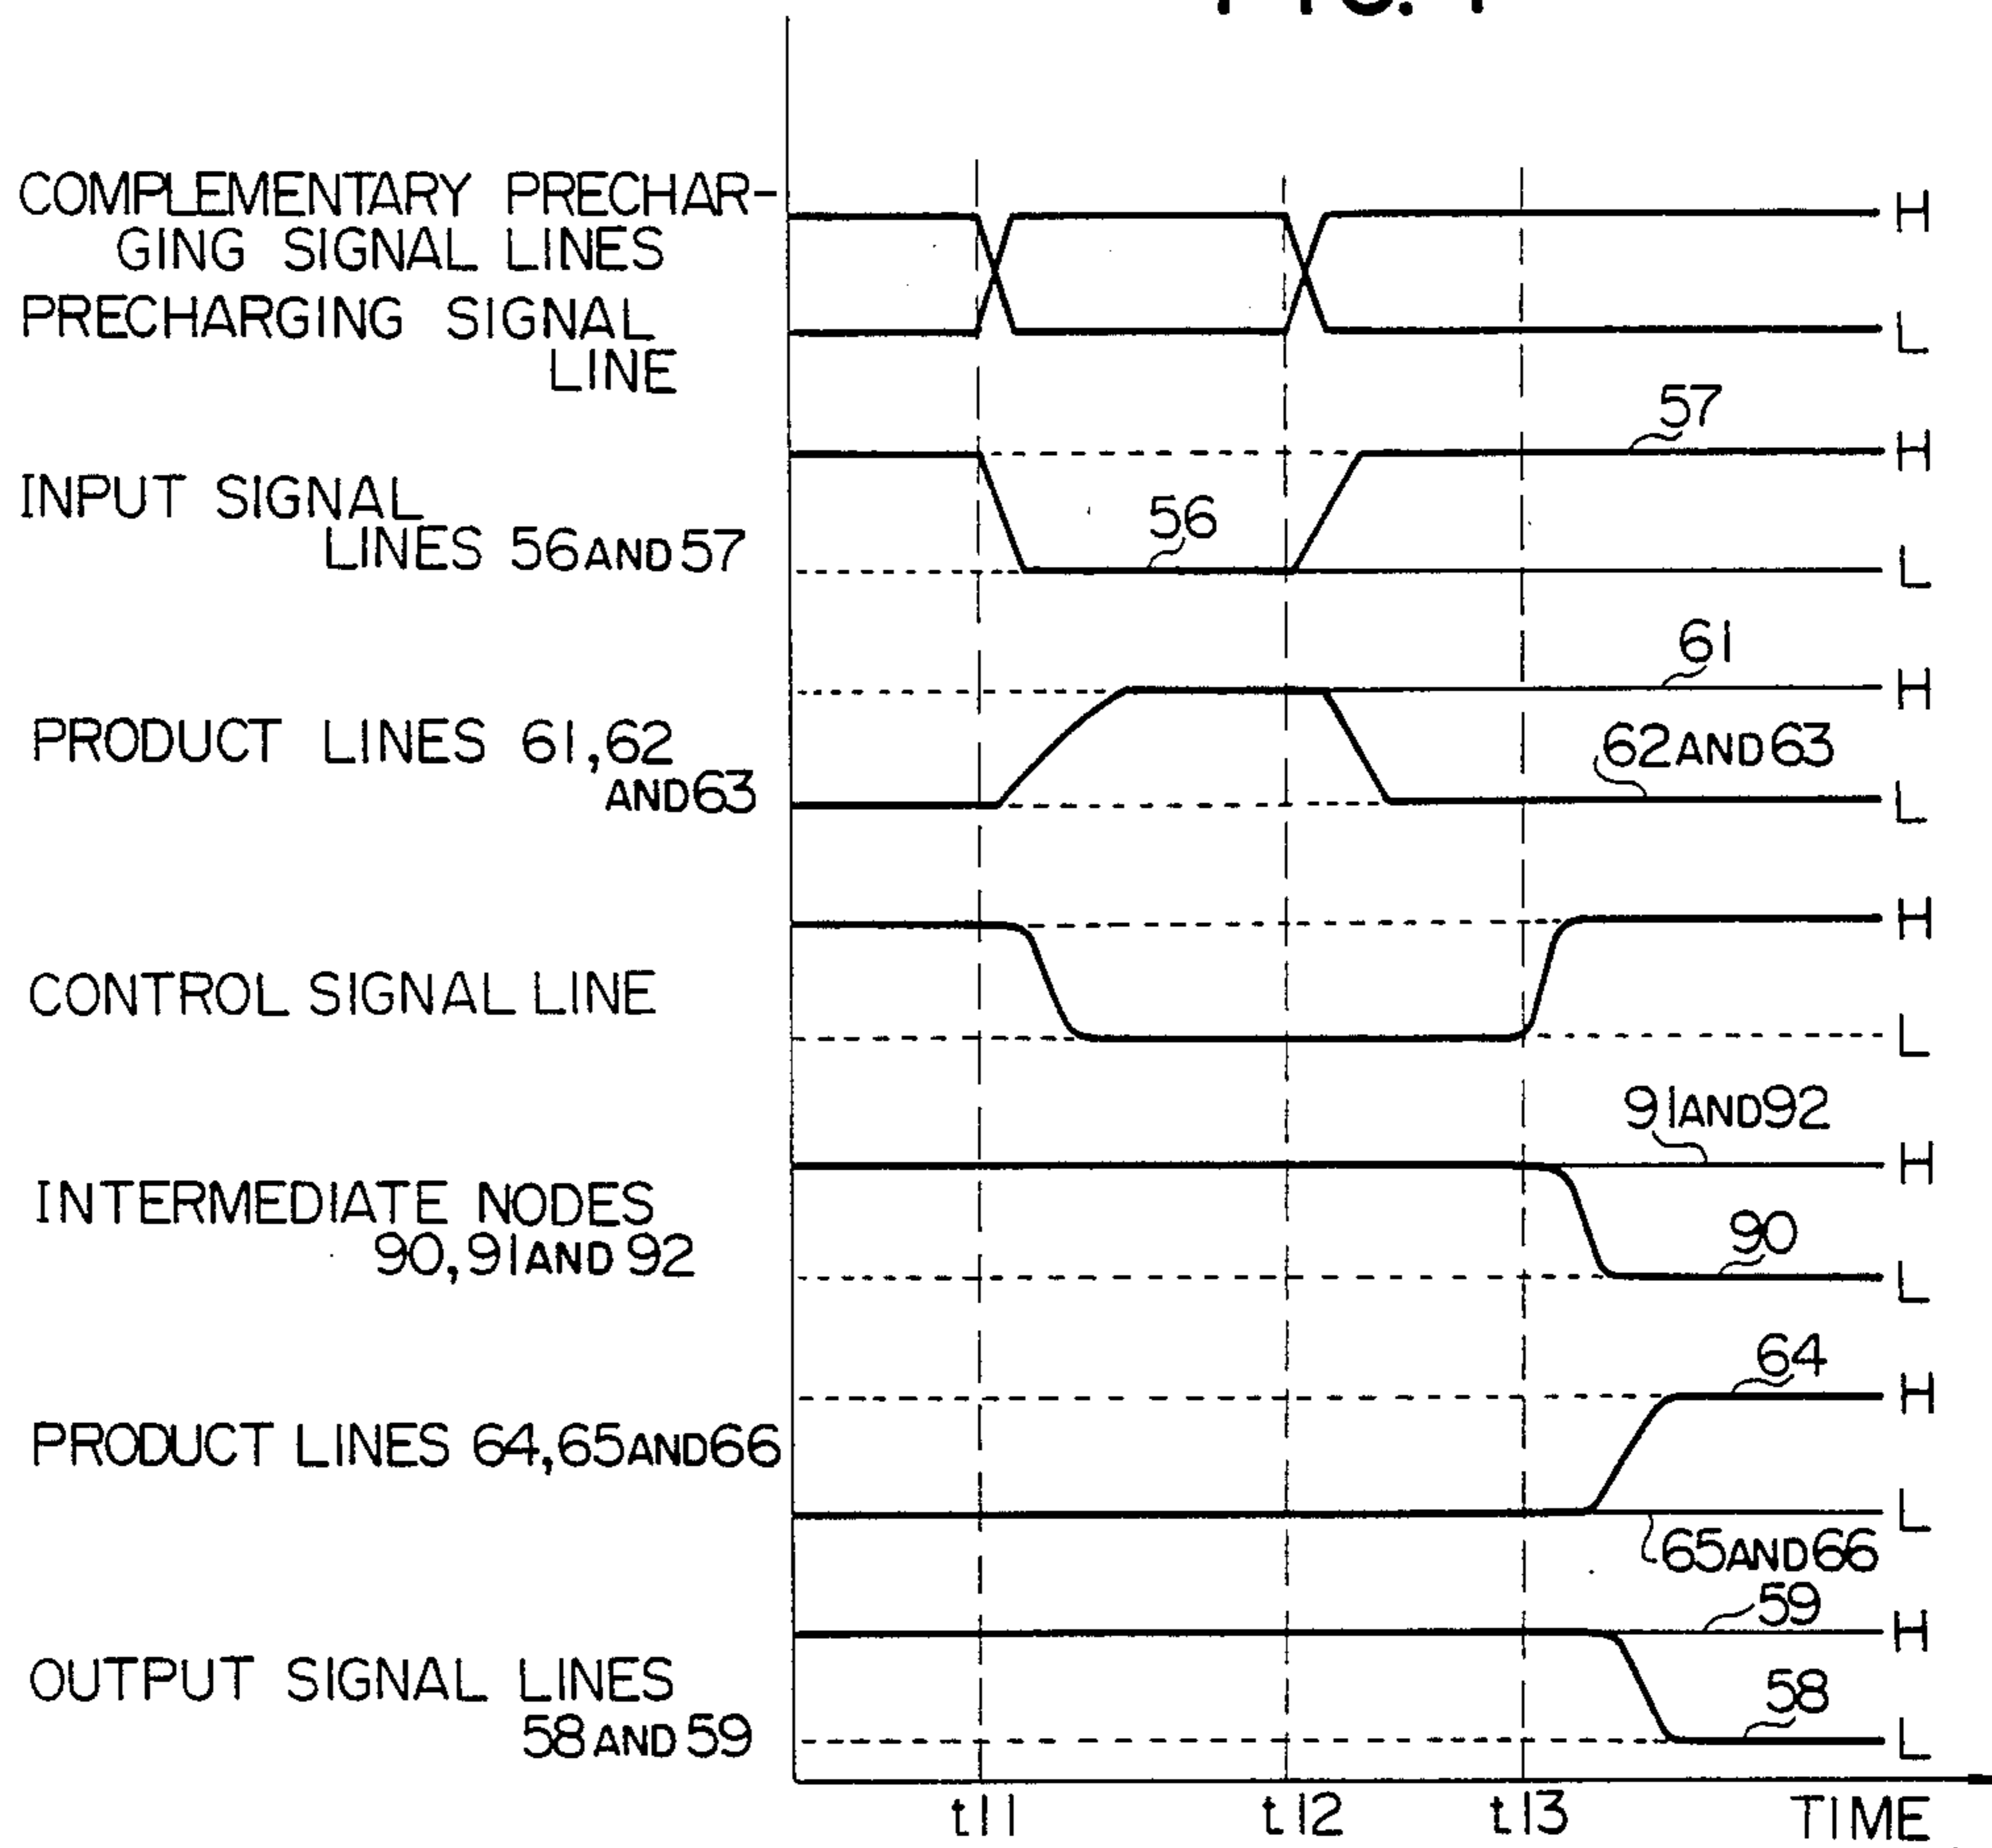 COMPLEMENTARY PRECHAR-
GING SIGNAL LINES
H
PRECHARGING SIGNAL
LINE
L
57
H
INPUT SIGNAL
LINES 56 AND 57
56
L
61
H
PRODUCT LINES 61,62
AND 63
62 AND 63
L
H
CONTROL SIGNAL LINE
L
91 AND 92
H
INTERMEDIATE NODES
90,91 AND 92
90
L
64
H
PRODUCT LINES 64,65 AND 66
L
65 AND 66
59
H
OUTPUT SIGNAL LINES
58 AND 59
58
L
t11
t12
t13
TIME